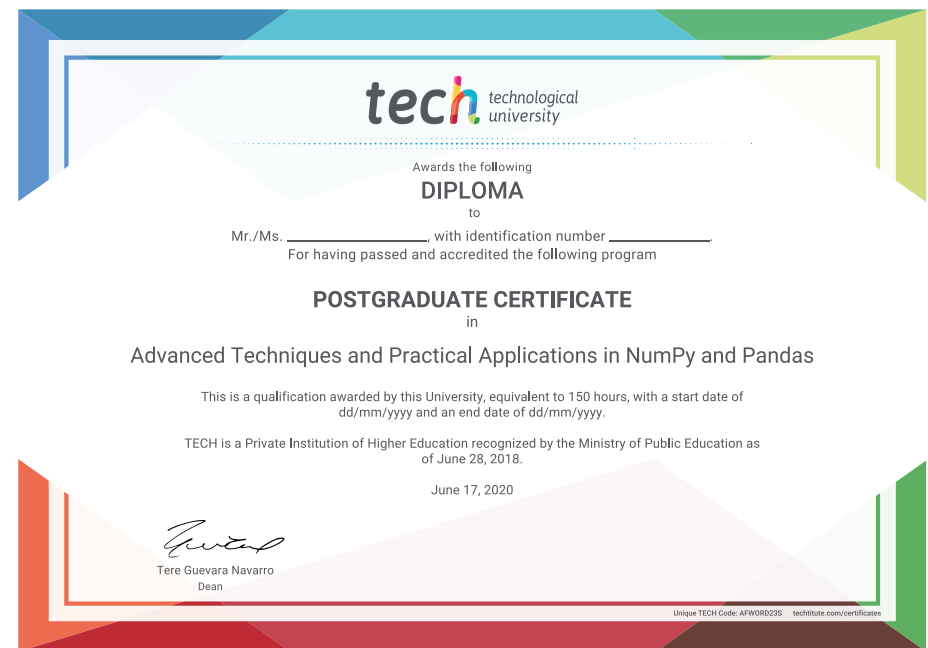 tech technological
university
Awards the following
DIPLOMA
to
Mr./Ms. ____________________, with identification number ______________.
For having passed and accredited the following program
POSTGRADUATE CERTIFICATE
in
Advanced Techniques and Practical Applications in NumPy and Pandas
This is a qualification awarded by this University, equivalent to 150 hours, with a start date of
dd/mm/yyyy and an end date of dd/mm/yyyy.
TECH is a Private Institution of Higher Education recognized by the Ministry of Public Education as
of June 28, 2018.
June 17, 2020
Tere Guevara Navarro
Dean
Unique TECH Code: AFWORD23S techtitute.com/certificates